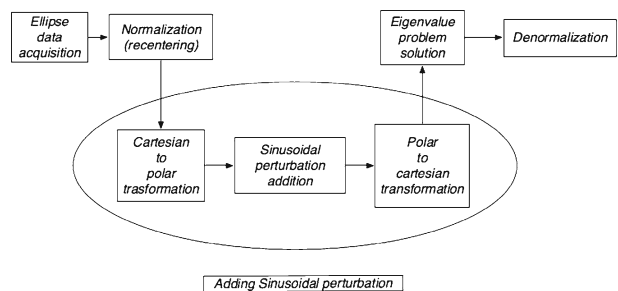 Ellipse
data
acquisition
Normalization
(recentering)
Cartesian
to
polar
trasformation
Sinusoidal
perturbation
addition
Polar
to
cartesian
transformation
Eigenvalue
problem
solution
Denormalization
Adding Sinusoidal perturbation